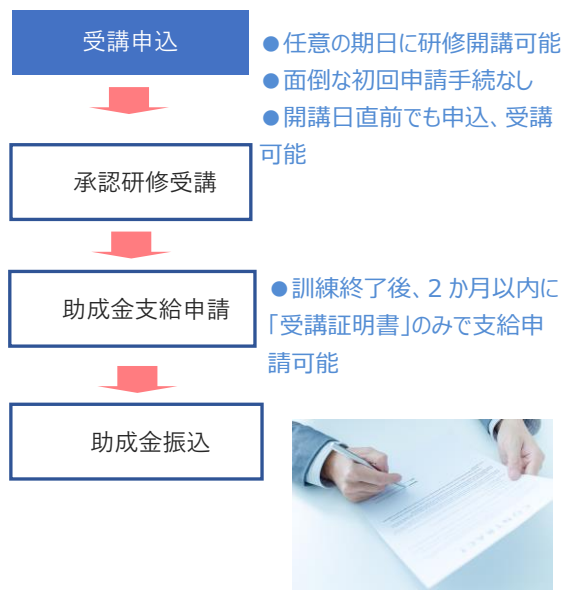 受講申込
●任意の期日に研修開講可能
●面倒な初回申請手続なし
●開講日直前でも申込、受講
可能
承認研修受講
助成金支給申請
●訓練終了後、2か月以内に
「受講証明書」のみで支給申
請可能
助成金振込
CONTRACT